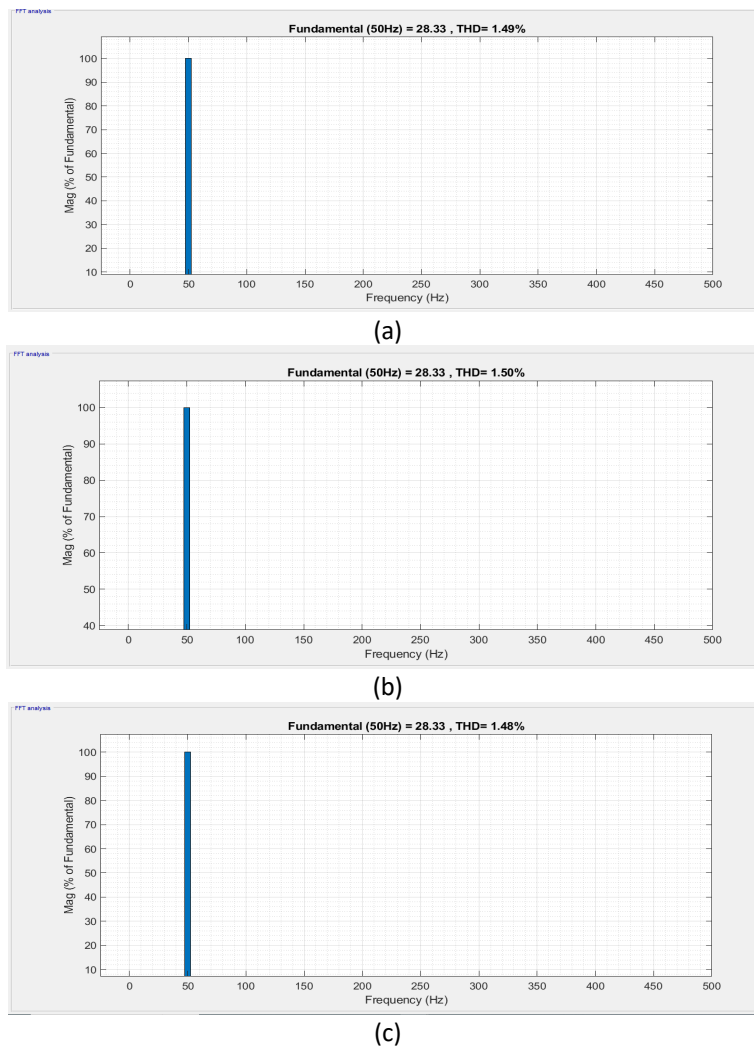 FFT analysis
Fundamental (50Hz) = 28.33 , THD= 1.49%
100
90
80
70
60
50
40
30
20
10
Mag (% of Fundamental)
0 50 100 150 200 250 300 350 400 450 500
Frequency (Hz)
(a)
FFT analysis
Fundamental (50Hz) = 28.33 , THD= 1.50%
100
90
80
70
60
50
40
Mag (% of Fundamental)
0 50 100 150 200 250 300 350 400 450 500
Frequency (Hz)
(b)
FFT analysis
Fundamental (50Hz) = 28.33 , THD= 1.48%
100
90
80
70
60
50
40
30
20
10
Mag (% of Fundamental)
0 50 100 150 200 250 300 350 400 450 500
Frequency (Hz)
(c)